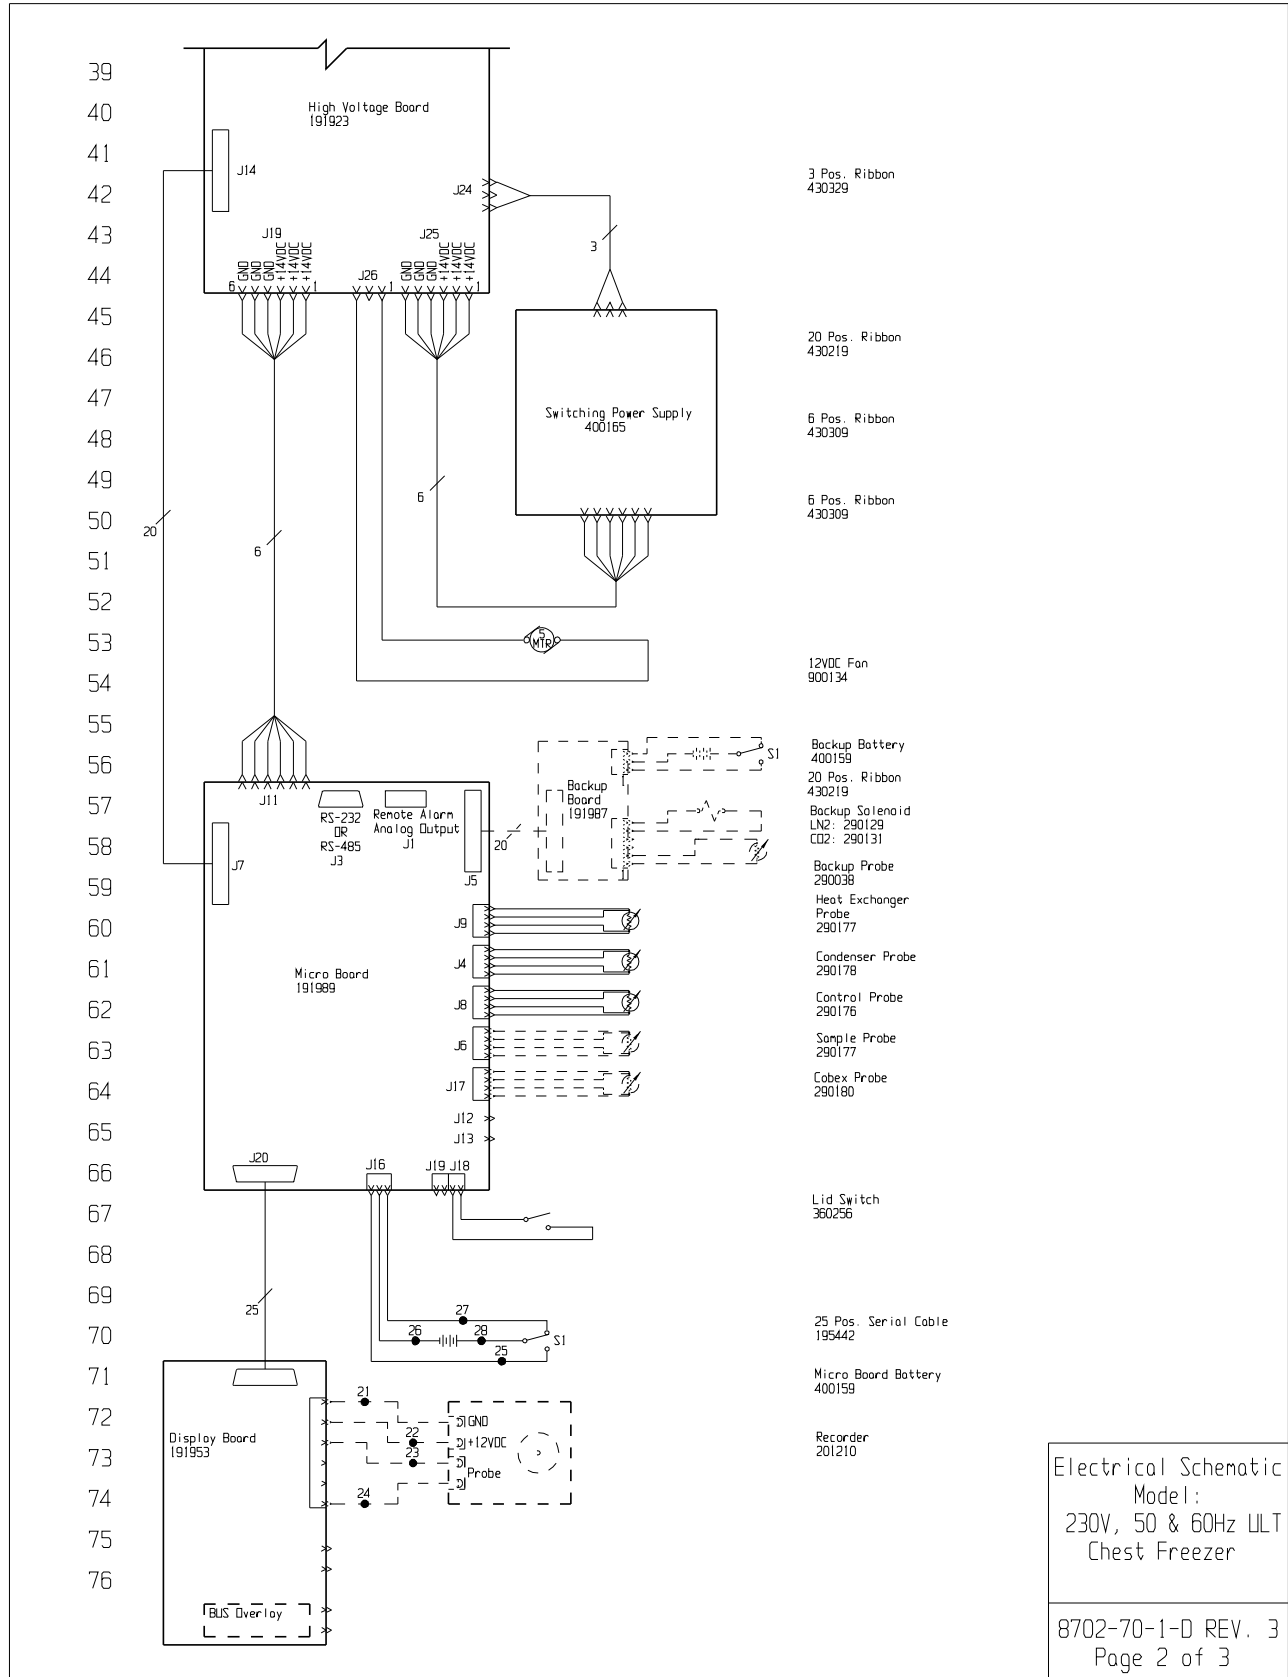 39
40
41
42
43
44
45
46
47
48
49
50
51
52
53
54
55
56
57
58
59
60
61
62
63
64
65
66
67
68
69
70
71
72
73
74
75
76
High Voltage Board
191923
J14
J24
J19
J25
J26
GND
GND
GND
+14VDC
+14VDC
+14VDC
GND
GND
GND
+14VDC
+14VDC
+14VDC
6
1
1
1
3
Switching Power Supply
400165
6
20
6
5
MTR
J11
RS-232
OR
RS-485
J3
Remote Alarm
Analog Output
J1
J7
J5
20
Backup
Board
191987
S1
J9
J4
Micro Board
191989
J8
J6
J17
J12
J13
J20
J16
J19
J18
25
27
26
28
25
S1
21
22
23
24
GND
+12VDC
Probe
Display Board
191953
BUS Overlay
3 Pos. Ribbon
430329
20 Pos. Ribbon
430219
6 Pos. Ribbon
430309
6 Pos. Ribbon
430309
12VDC Fan
900134
Backup Battery
400159
20 Pos. Ribbon
430219
Backup Solenoid
LN2: 290129
CO2: 290131
Backup Probe
290038
Heat Exchanger
Probe
290177
Condenser Probe
290178
Control Probe
290176
Sample Probe
290177
Cobex Probe
290180
Lid Switch
360256
25 Pos. Serial Cable
195442
Micro Board Battery
400159
Recorder
201210
Electrical Schematic
Model:
230V, 50 & 60Hz ULT
Chest Freezer
8702-70-1-D REV. 3
Page 2 of 3